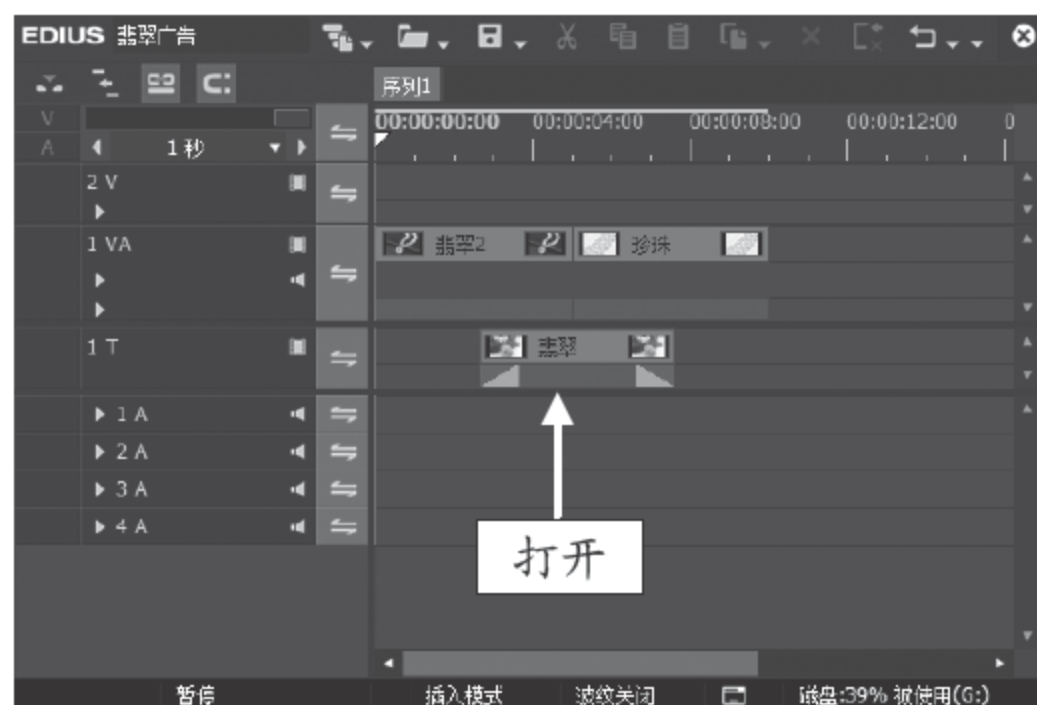 EDIUS 翡翠广告
序列1
V
A
1秒
00:00:00:00 00:00:04:00 00:00:08:00 00:00:12:00 0
2 V
1 VA
翡翠2 珍珠
1 T
翡翠
1 A
2 A
3 A
4 A
打开
暂停 插入模式 波纹关闭 磁盘:39% 被使用(G:)